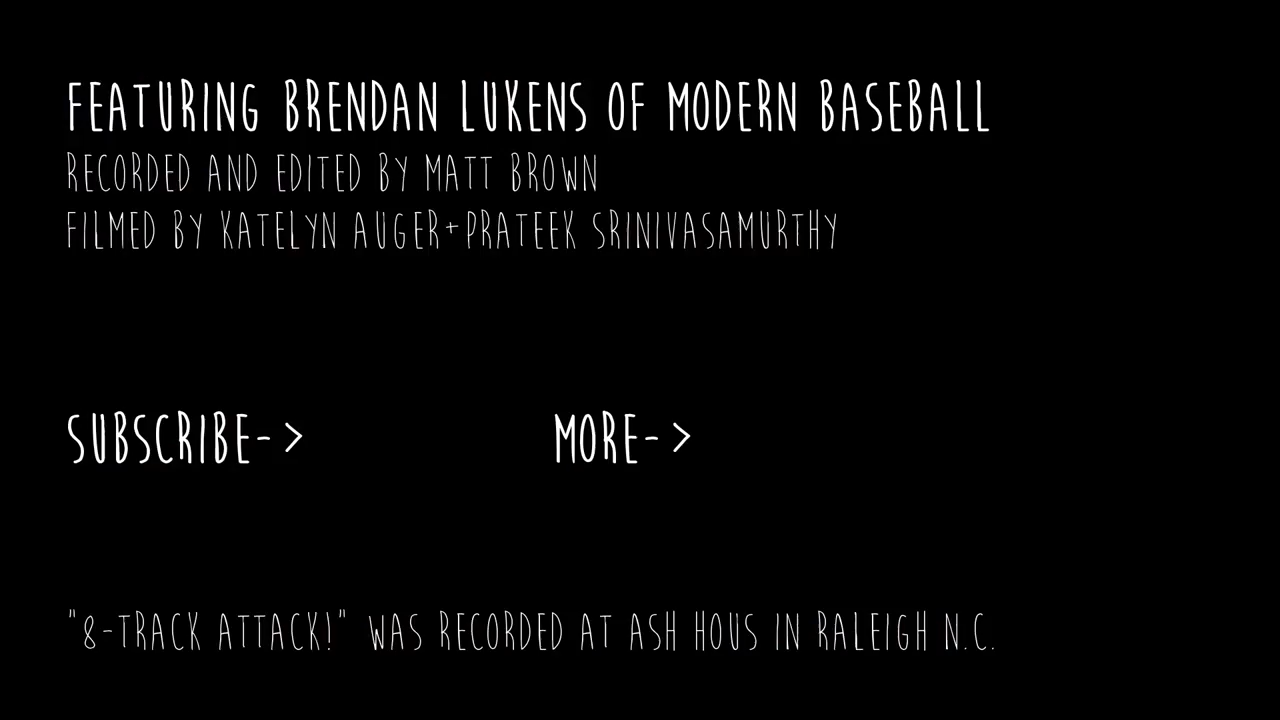 FEATURING BRENDAN LUKENS OF MODERN BASEBALL
RECORDED AND EDITED BY MATT BROWN
FILMED BY KATELYN AUGER+PRATEEK SRINIVASAMURTHY
SUBSCRIBE-> MORE->
"8-TRACK ATTACK!" WAS RECORDED AT ASH HOUS IN RALEIGH N.C.